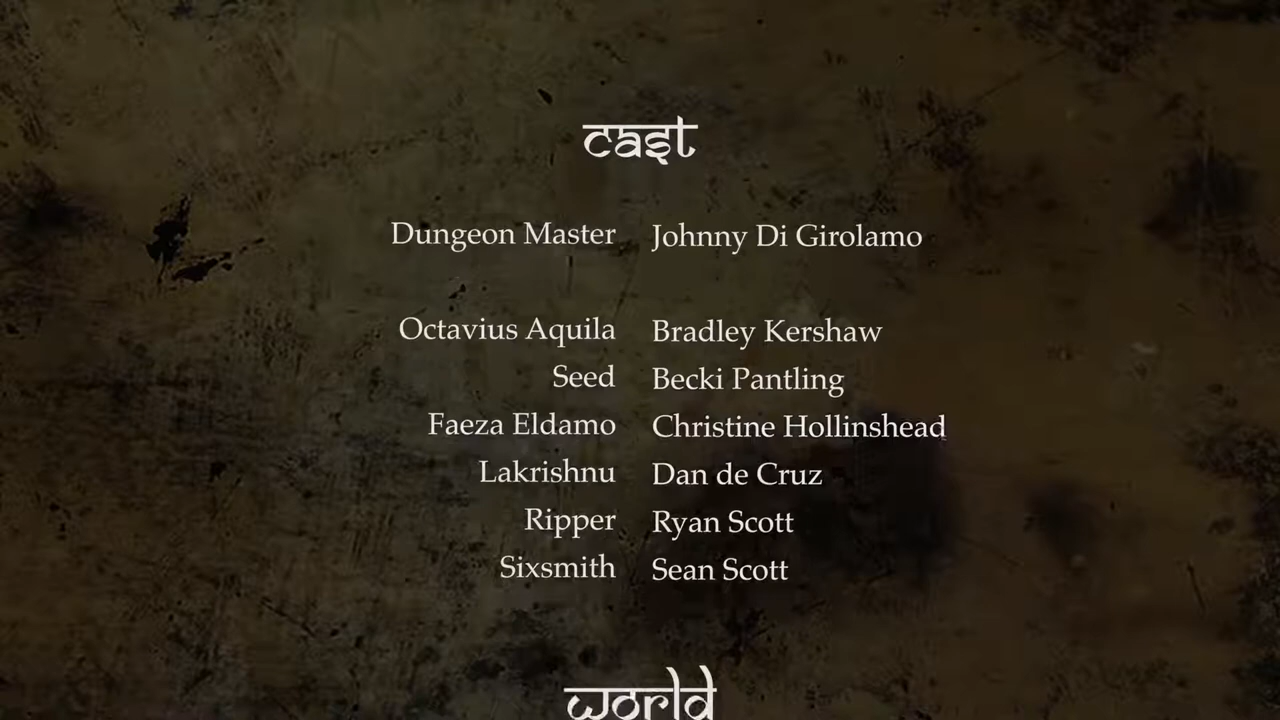 cast
Dungeon Master Johnny Di Girolamo
Octavius Aquila Bradley Kershaw
Seed Becki Pantling
Faeza Eldamo Christine Hollinshead
Lakrishnu Dan de Cruz
Ripper Ryan Scott
Sixsmith Sean Scott
world